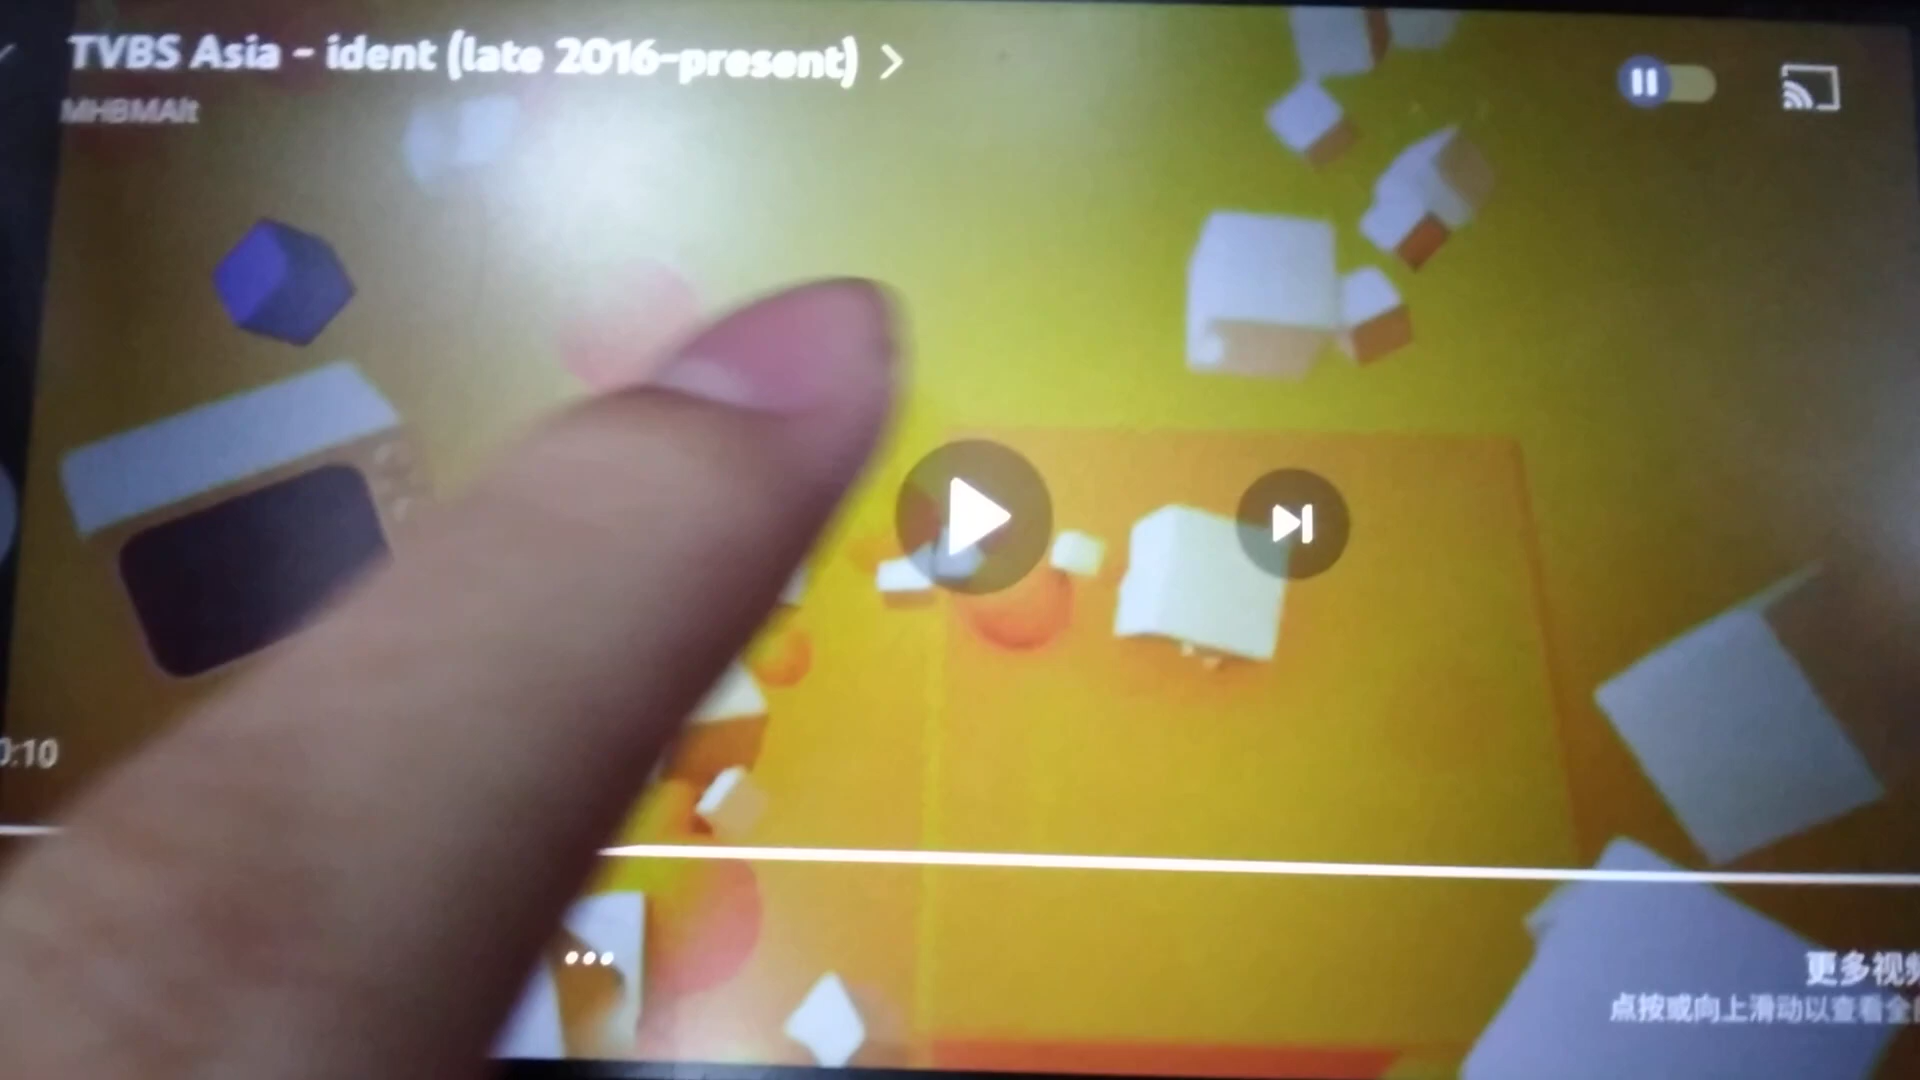 TVBS Asia - ident (late 2016-present)
MHBMAlt
0:10
更多视频
点按或向上滑动以查看全